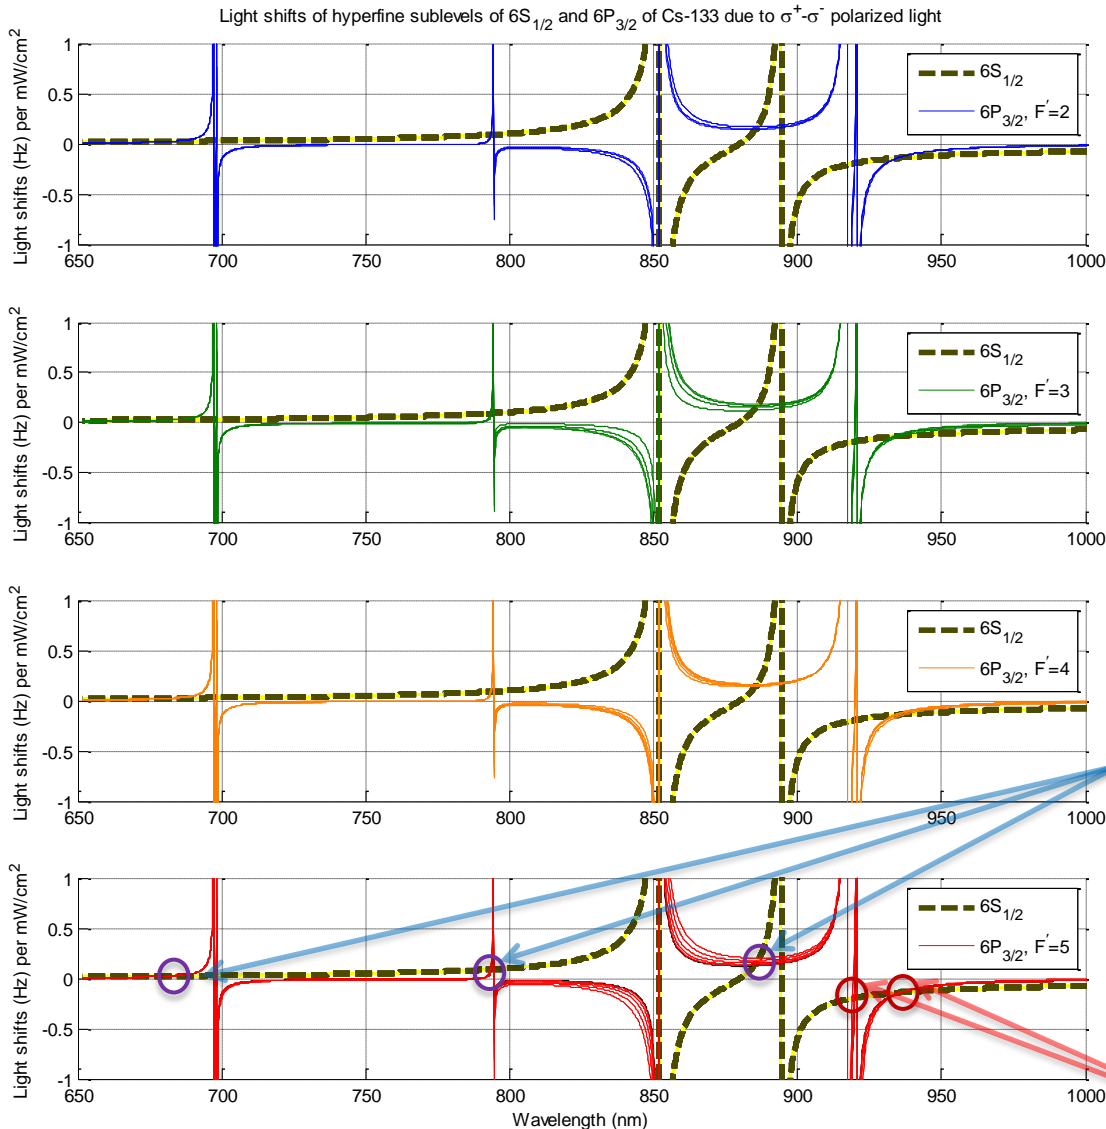 Light shifts of hyperfine sublevels of 6S1/2 and 6P3/2 of Cs-133 due to σ+-σ- polarized light
Light shifts (Hz) per mW/cm2
1
0.5
0
-0.5
-1
650 700 750 800 850 900 950 1000
6S1/2
6P3/2, F'=2
Light shifts (Hz) per mW/cm2
1
0.5
0
-0.5
-1
650 700 750 800 850 900 950 1000
6S1/2
6P3/2, F'=3
Light shifts (Hz) per mW/cm2
1
0.5
0
-0.5
-1
650 700 750 800 850 900 950 1000
6S1/2
6P3/2, F'=4
Light shifts (Hz) per mW/cm2
1
0.5
0
-0.5
-1
650 700 750 800 850 900 950 1000
6S1/2
6P3/2, F'=5
Wavelength (nm)